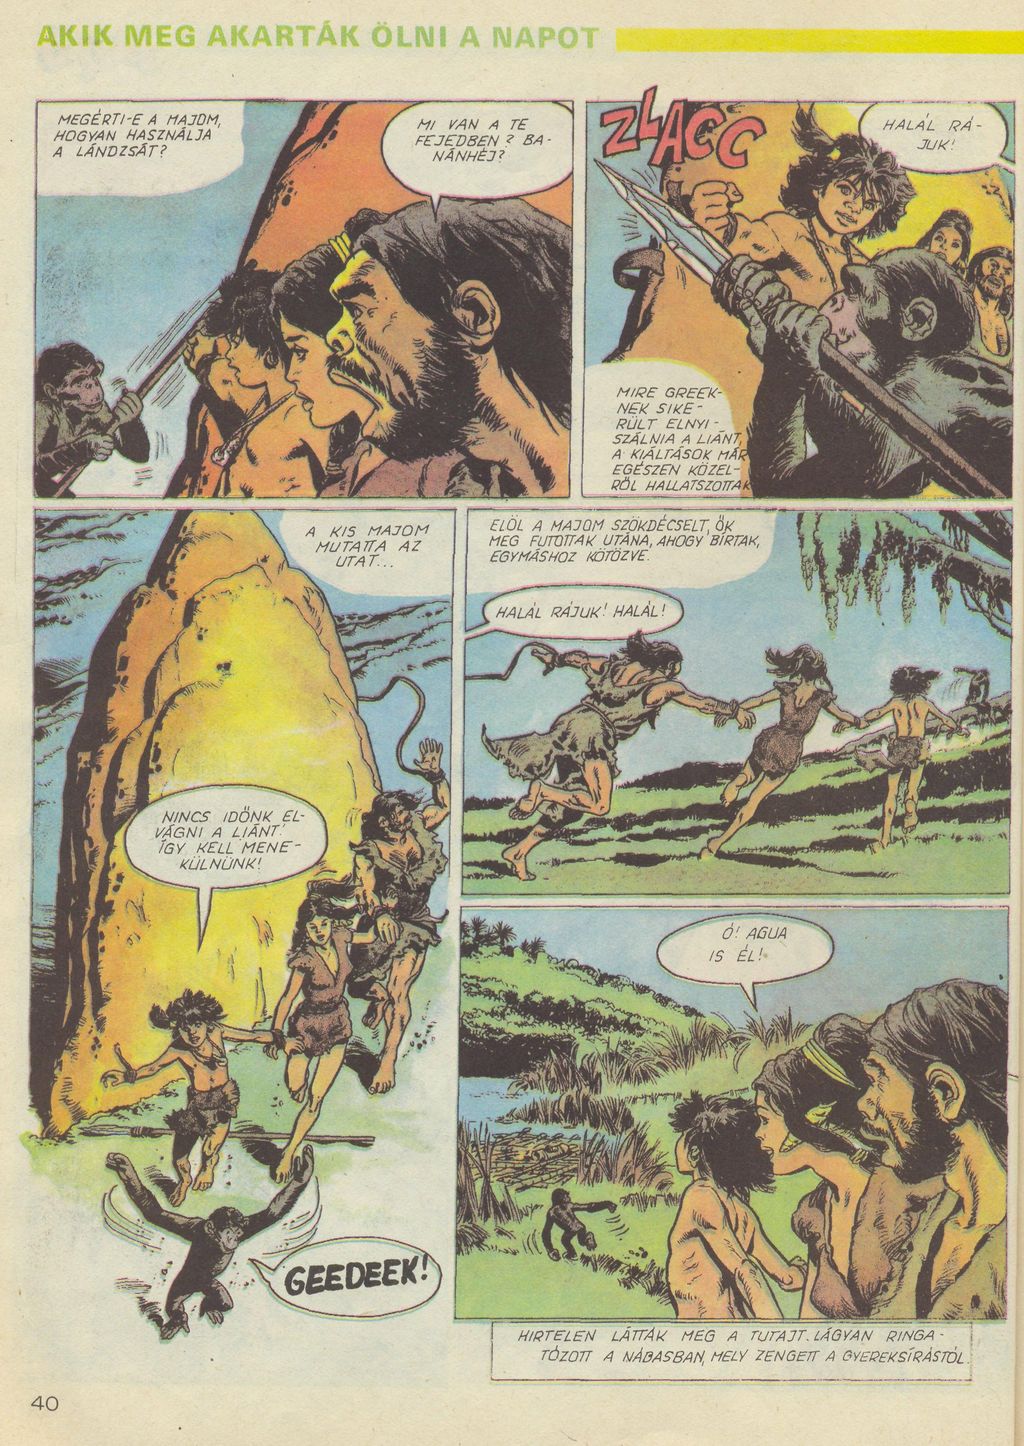 AKIK MEG AKARTÁK ÖLNI A NAPOT
MEGÉRTI-E A MAJOM,
HOGYAN HASZNÁLJA
A LÁNDZSÁT?
MI VAN A TE
FEJEDBEN? BA-
NÁNHÉJ?
ZLACC
HALÁL RÁ-
JUK!
MIRE GREEK-
NEK SIKE-
RÜLT ELNYI-
SZÁLNIA A LIÁNT,
A KIÁLTÁSOK MÁR
EGÉSZEN KÖZEL-
RŐL HALLATSZOTTAK
A KIS MAJOM
MUTATTA AZ
UTAT...
NINCS IDŐNK EL-
VÁGNI A LIÁNT!
ÍGY KELL MENE-
KÜLNÜNK!
GEEDEEK!
ELÖL A MAJOM SZÖKDÉCSELT, ŐK
MEG FUTOTTAK UTÁNA, AHOGY BÍRTAK,
EGYMÁSHOZ KÖTÖZVE.
HALÁL RÁJUK! HALÁL!
Ó! AGUA
IS ÉL!
HIRTELEN LÁTTÁK MEG A TUTAJT. LÁGYAN RINGA-
TÓZOTT A NÁDASBAN, MELY ZENGETT A GYEREKSÍRÁSTÓL.
40